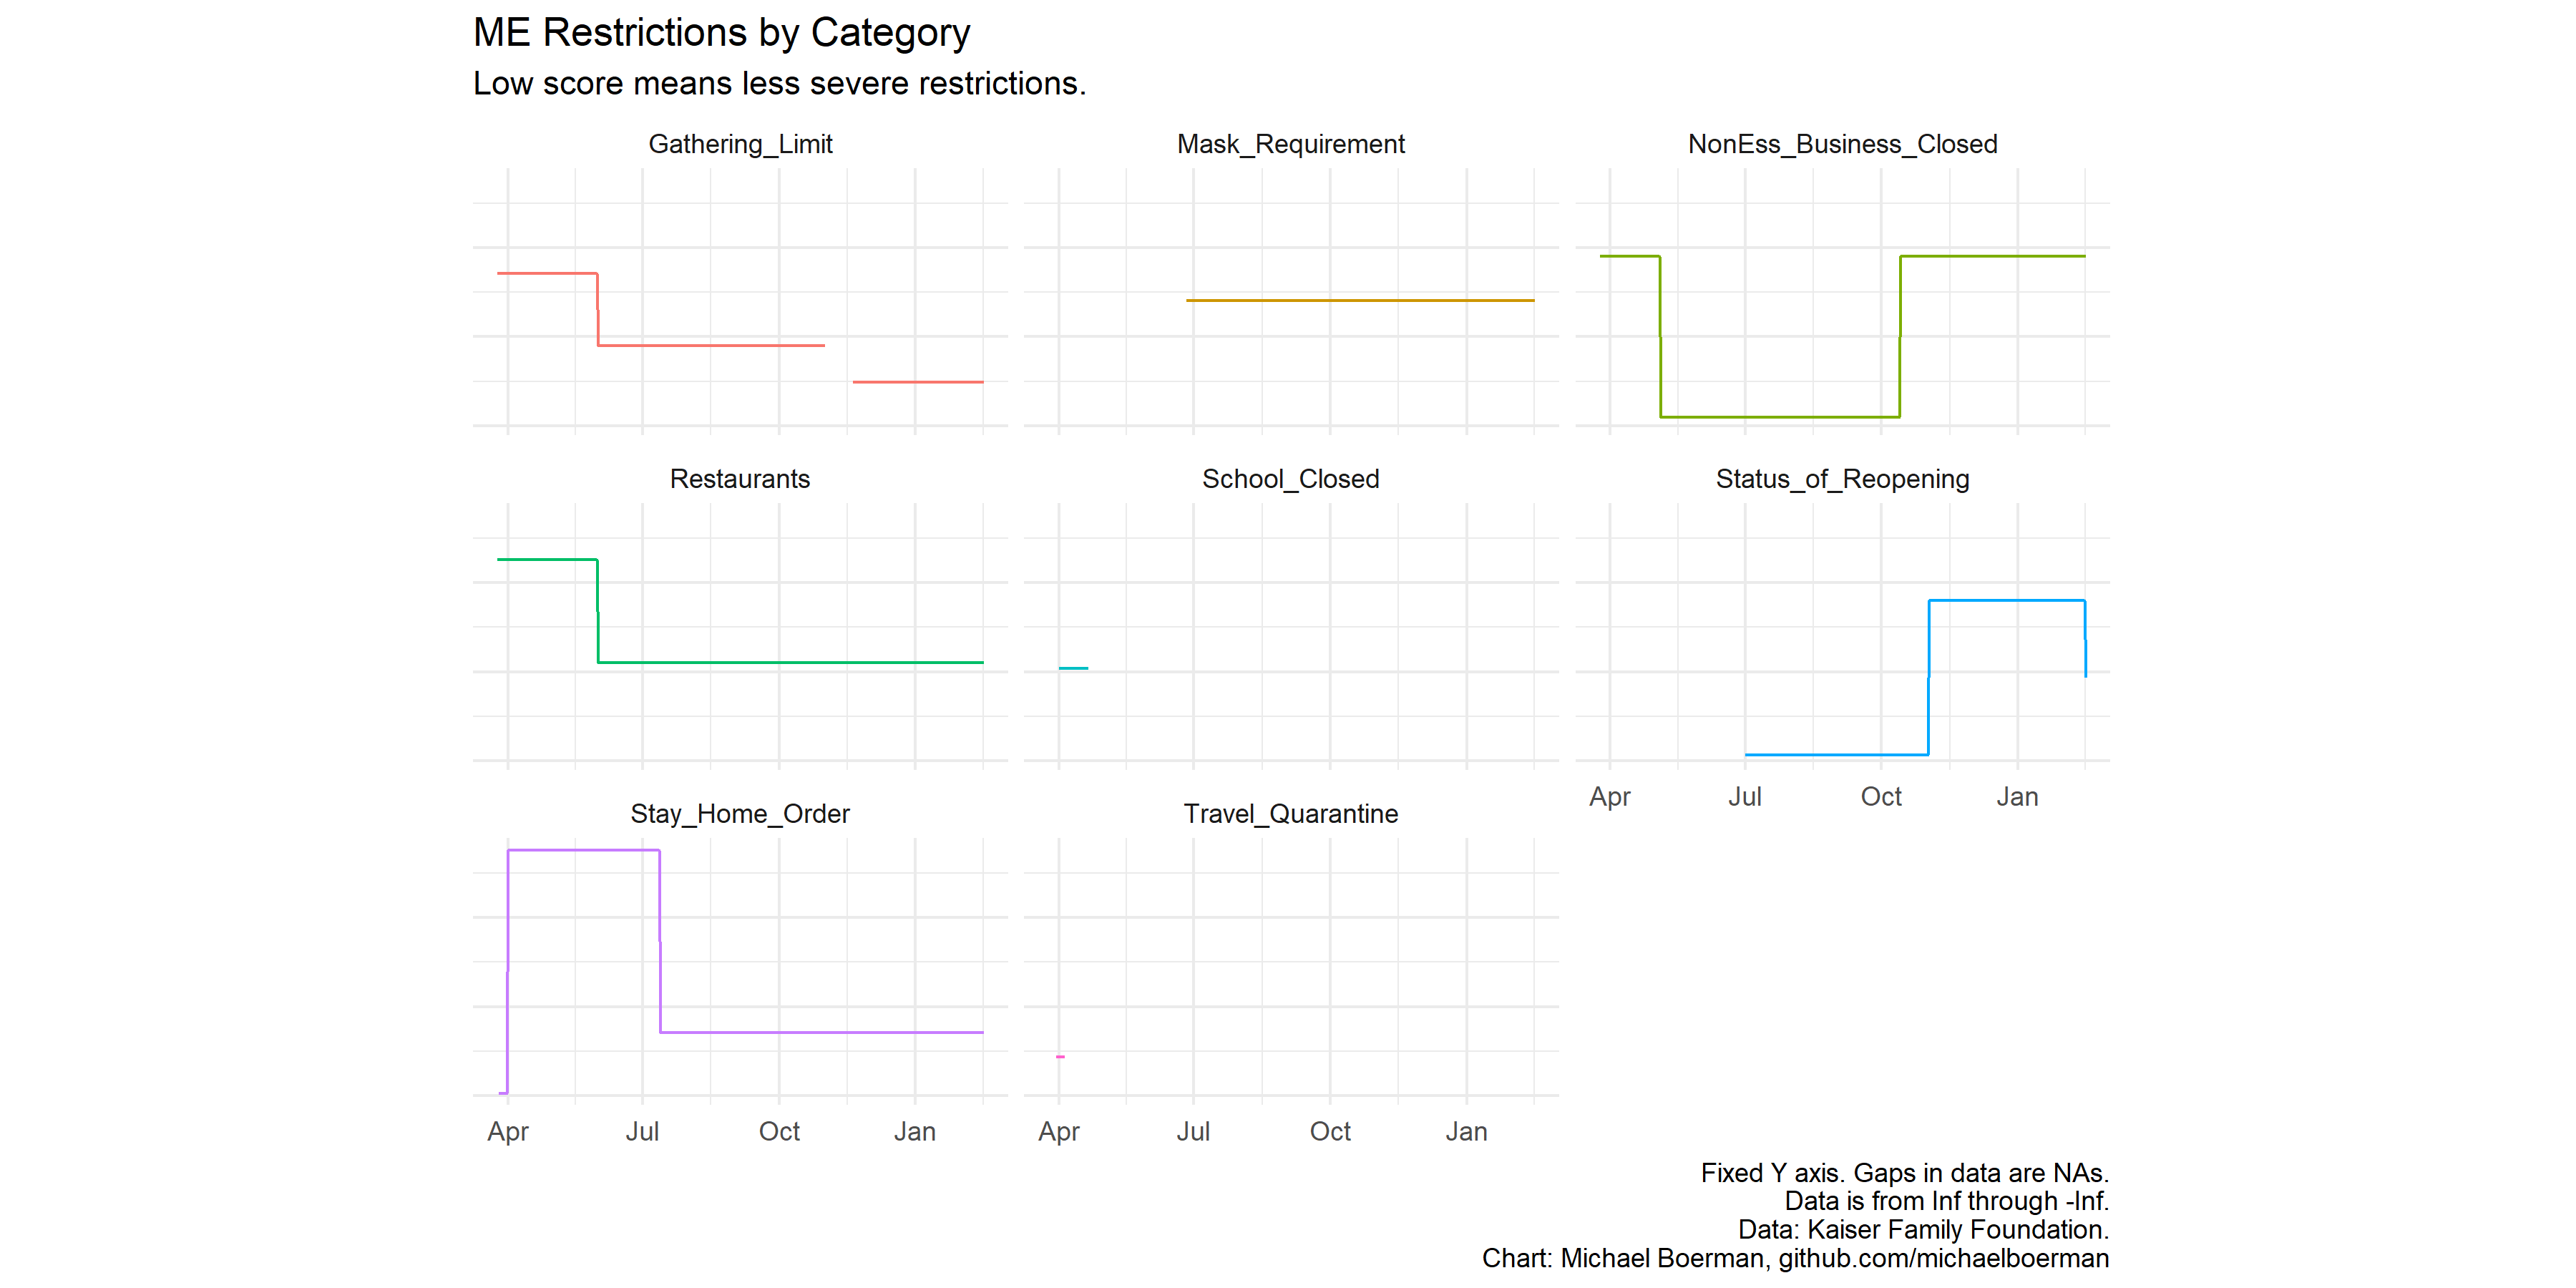 ME Restrictions by Category
Low score means less severe restrictions.
Gathering_Limit
Mask_Requirement
NonEss_Business_Closed
Restaurants
School_Closed
Status_of_Reopening
Apr Jul Oct Jan
Stay_Home_Order
Travel_Quarantine
Apr Jul Oct Jan
Apr Jul Oct Jan
Fixed Y axis. Gaps in data are NAs.
Data is from Inf through -Inf.
Data: Kaiser Family Foundation.
Chart: Michael Boerman, github.com/michaelboerman